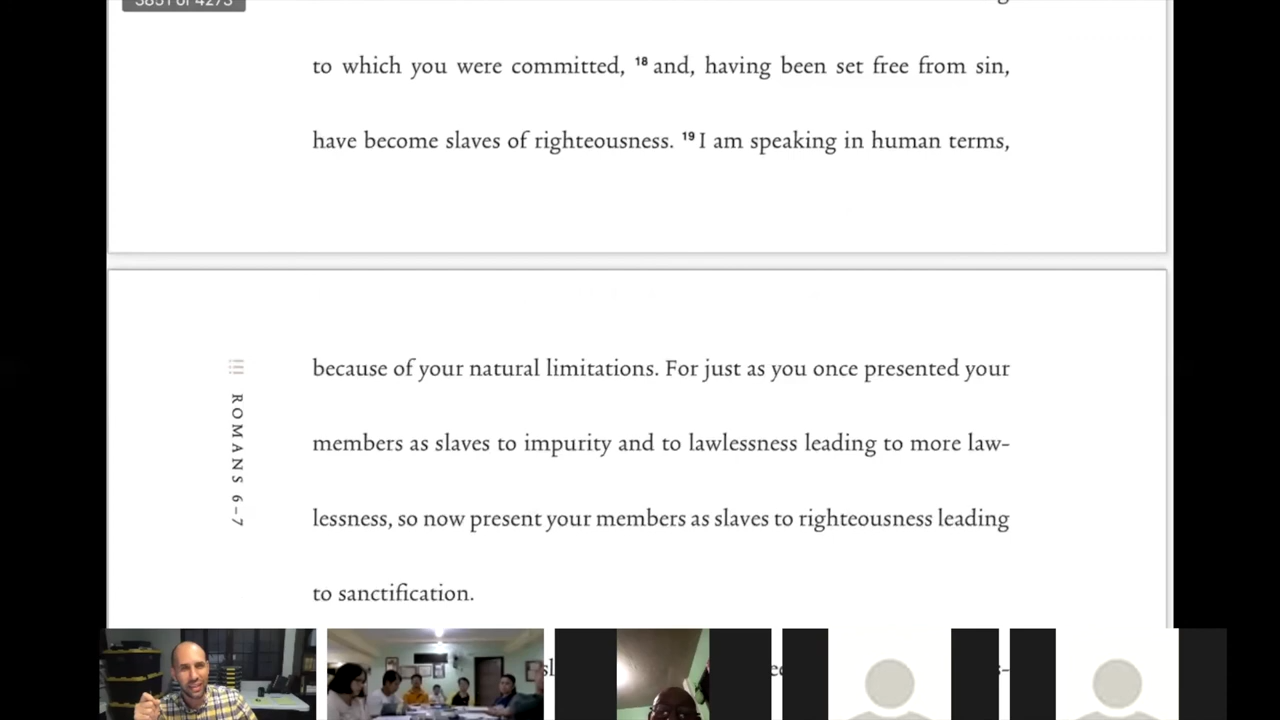 3851 of 4273
to which you were committed, 18 and, having been set free from sin,
have become slaves of righteousness. 19 I am speaking in human terms,
because of your natural limitations. For just as you once presented your
members as slaves to impurity and to lawlessness leading to more law-
lessness, so now present your members as slaves to righteousness leading
to sanctification.
ROMANS 6–7